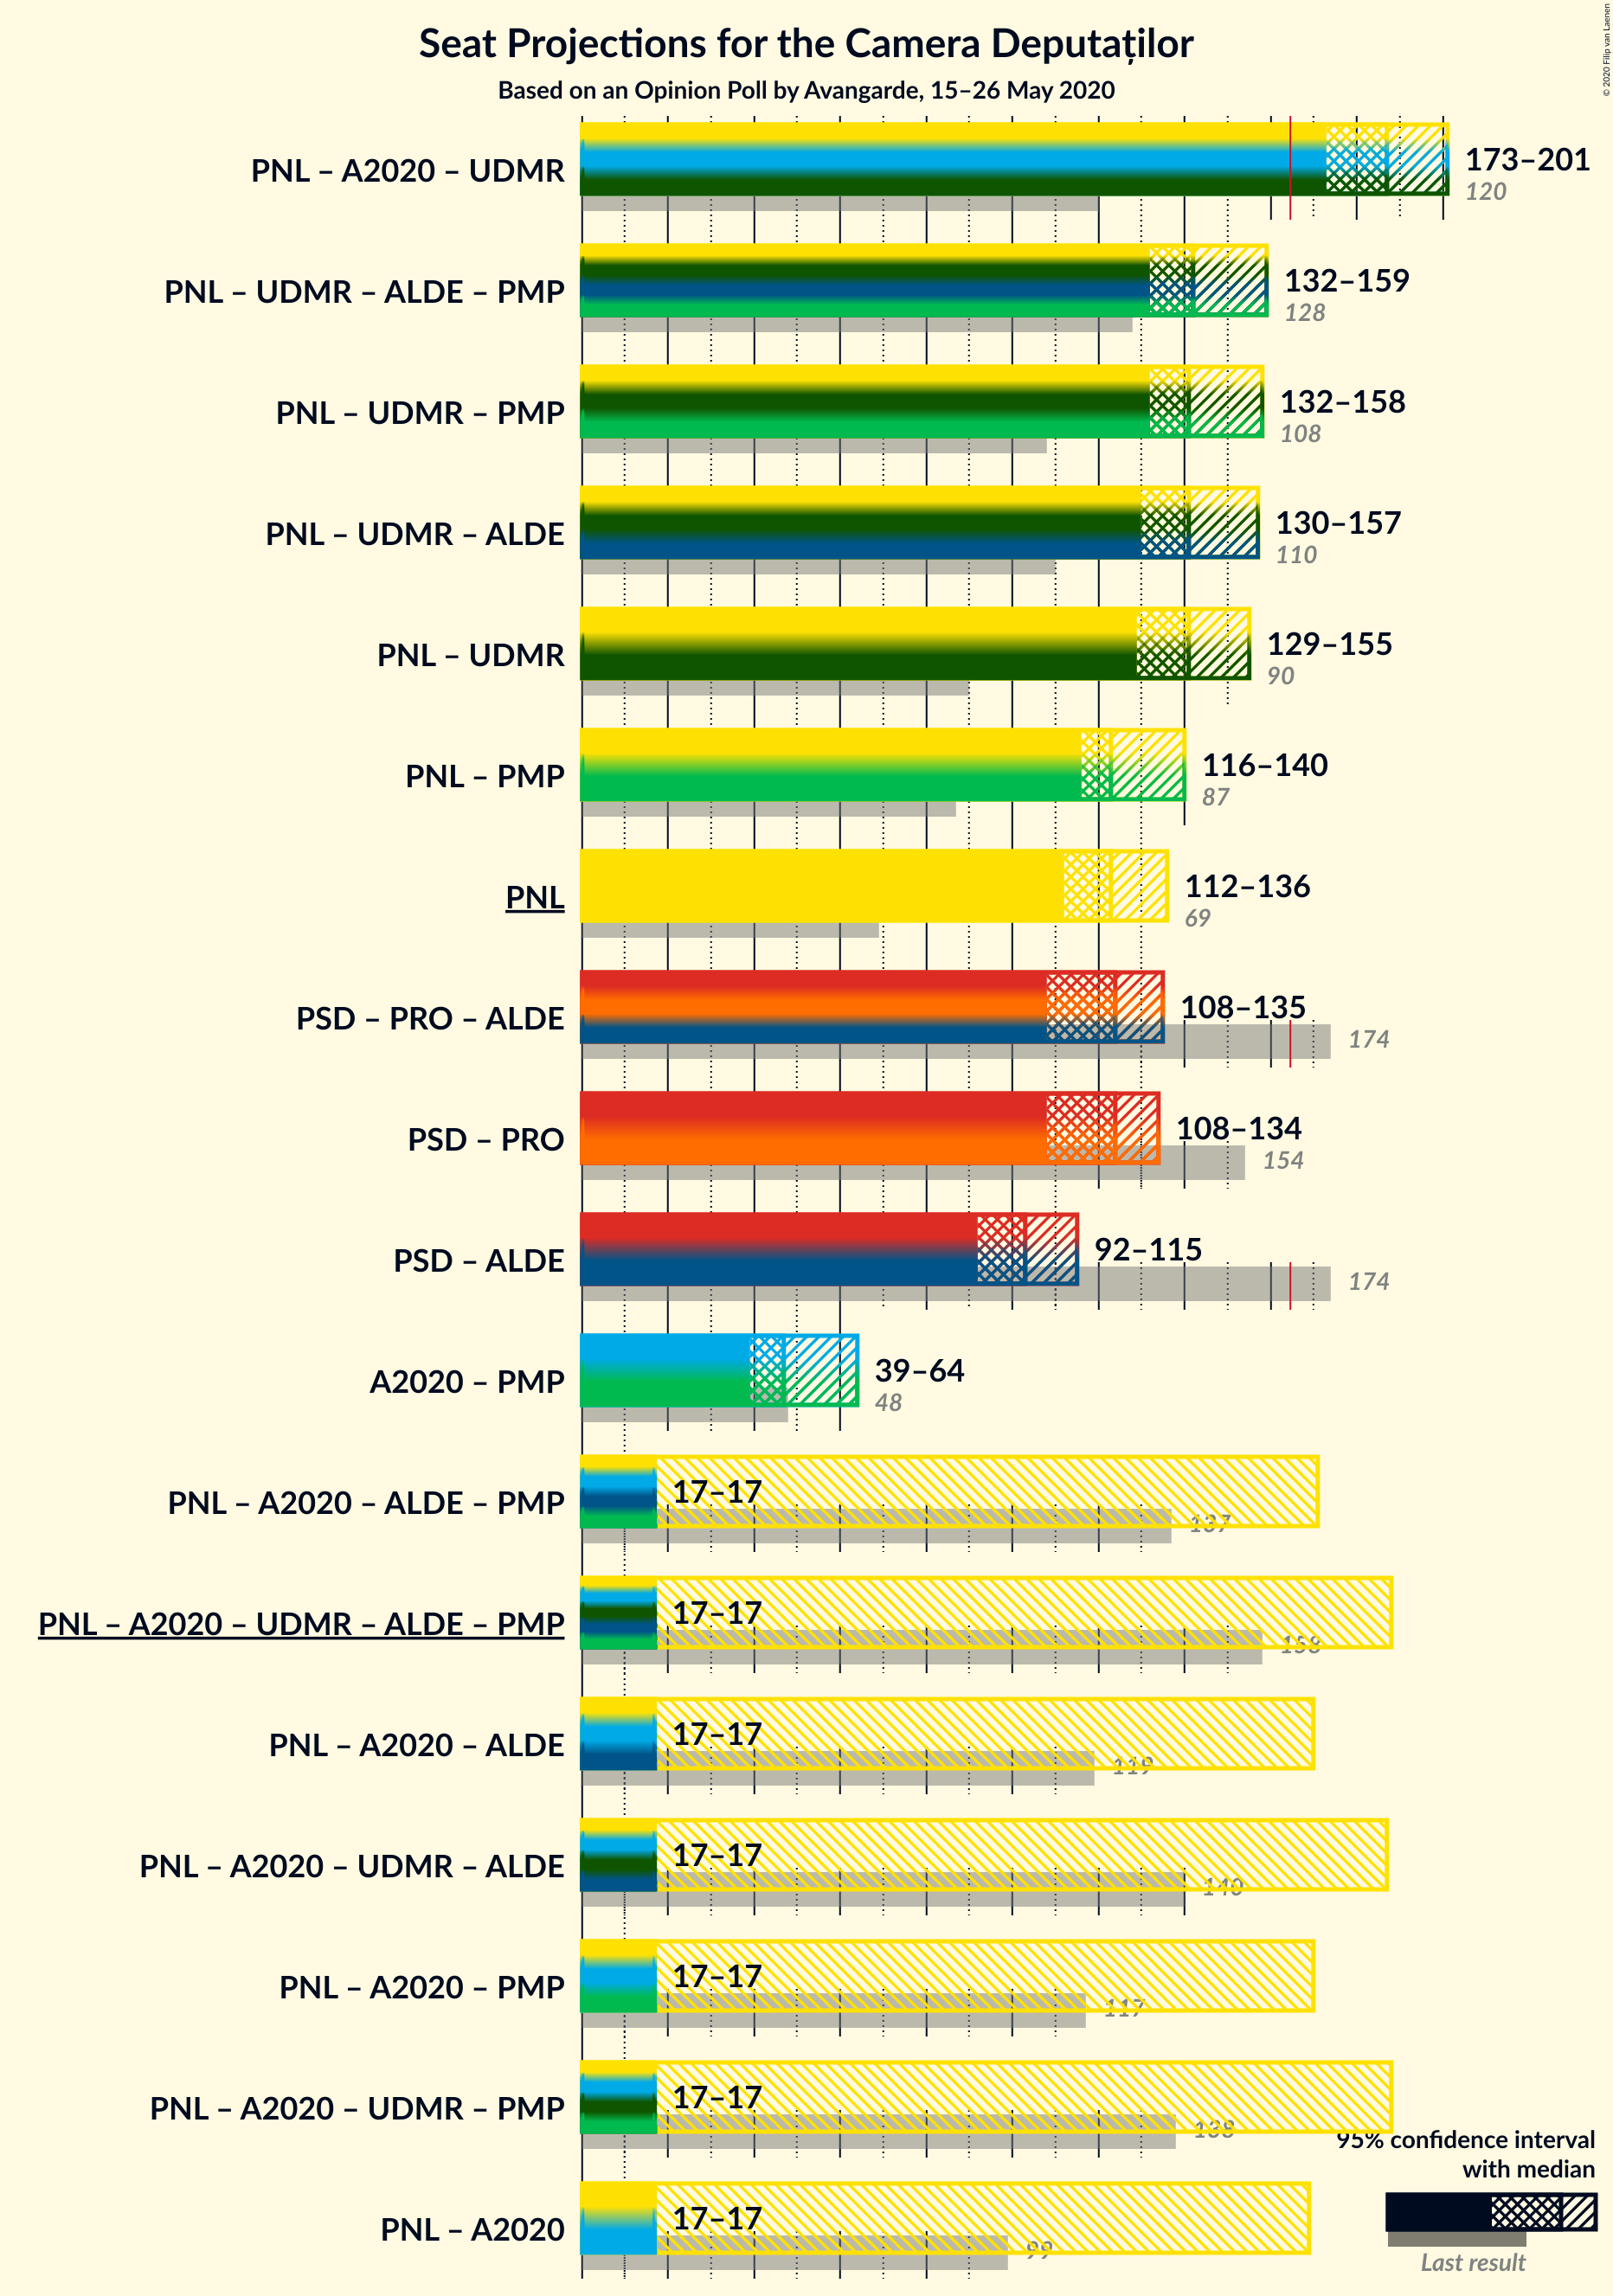 © 2020 Filip van Laenen
Seat Projections for the Camera Deputaților
Based on an Opinion Poll by Avangarde, 15–26 May 2020
PNL – A2020 – UDMR
173–201
120
PNL – UDMR – ALDE – PMP
132–159
128
PNL – UDMR – PMP
132–158
108
PNL – UDMR – ALDE
130–157
110
PNL – UDMR
129–155
90
PNL – PMP
116–140
87
PNL
112–136
69
PSD – PRO – ALDE
108–135
174
PSD – PRO
108–134
154
PSD – ALDE
92–115
174
A2020 – PMP
39–64
48
PNL – A2020 – ALDE – PMP
17–17
137
PNL – A2020 – UDMR – ALDE – PMP
17–17
158
PNL – A2020 – ALDE
17–17
119
PNL – A2020 – UDMR – ALDE
17–17
140
PNL – A2020 – PMP
17–17
117
PNL – A2020 – UDMR – PMP
17–17
138
PNL – A2020
17–17
99
95% confidence interval
with median
Last result